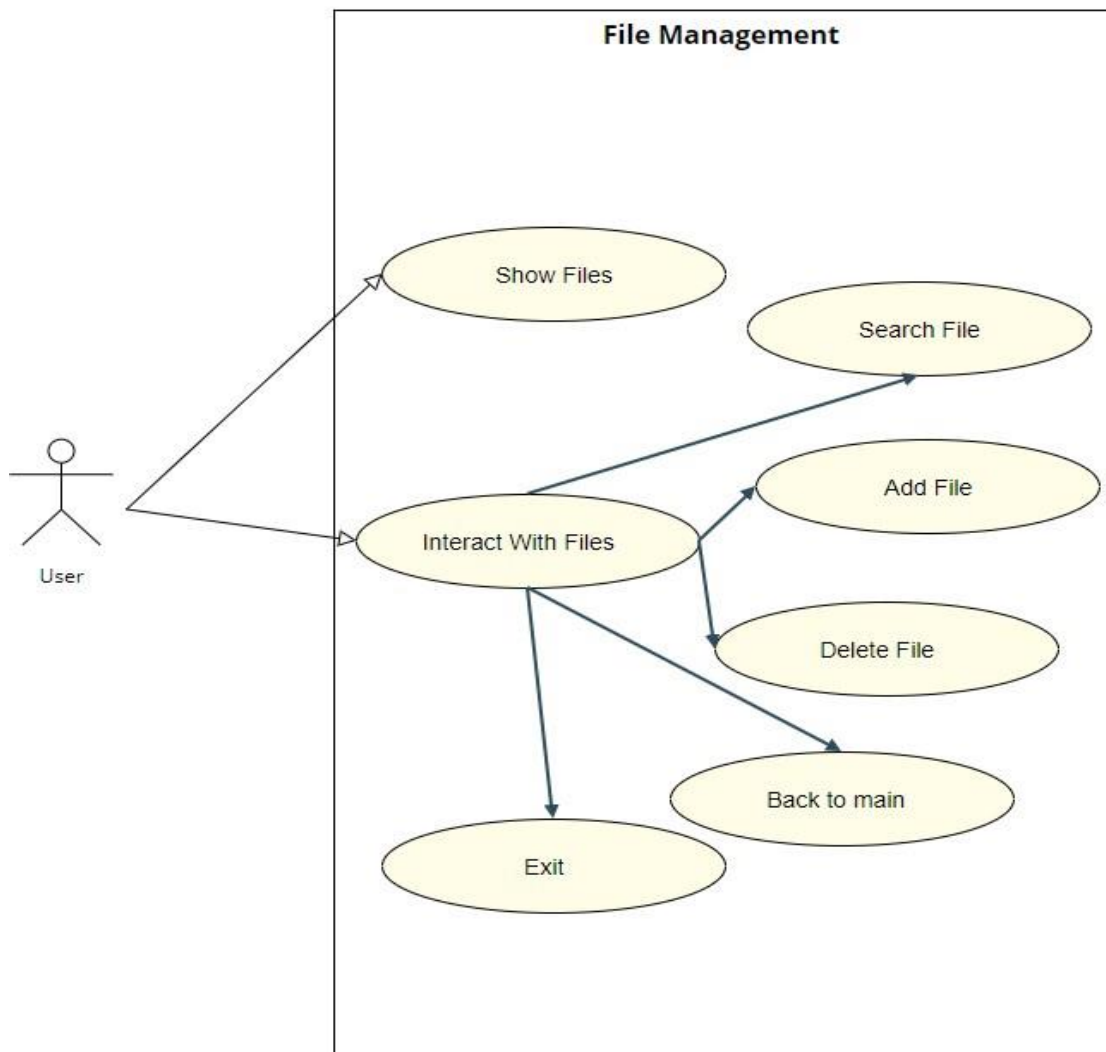 File Management
Show Files
Search File
Add File
Interact With Files
User
Delete File
Back to main
Exit